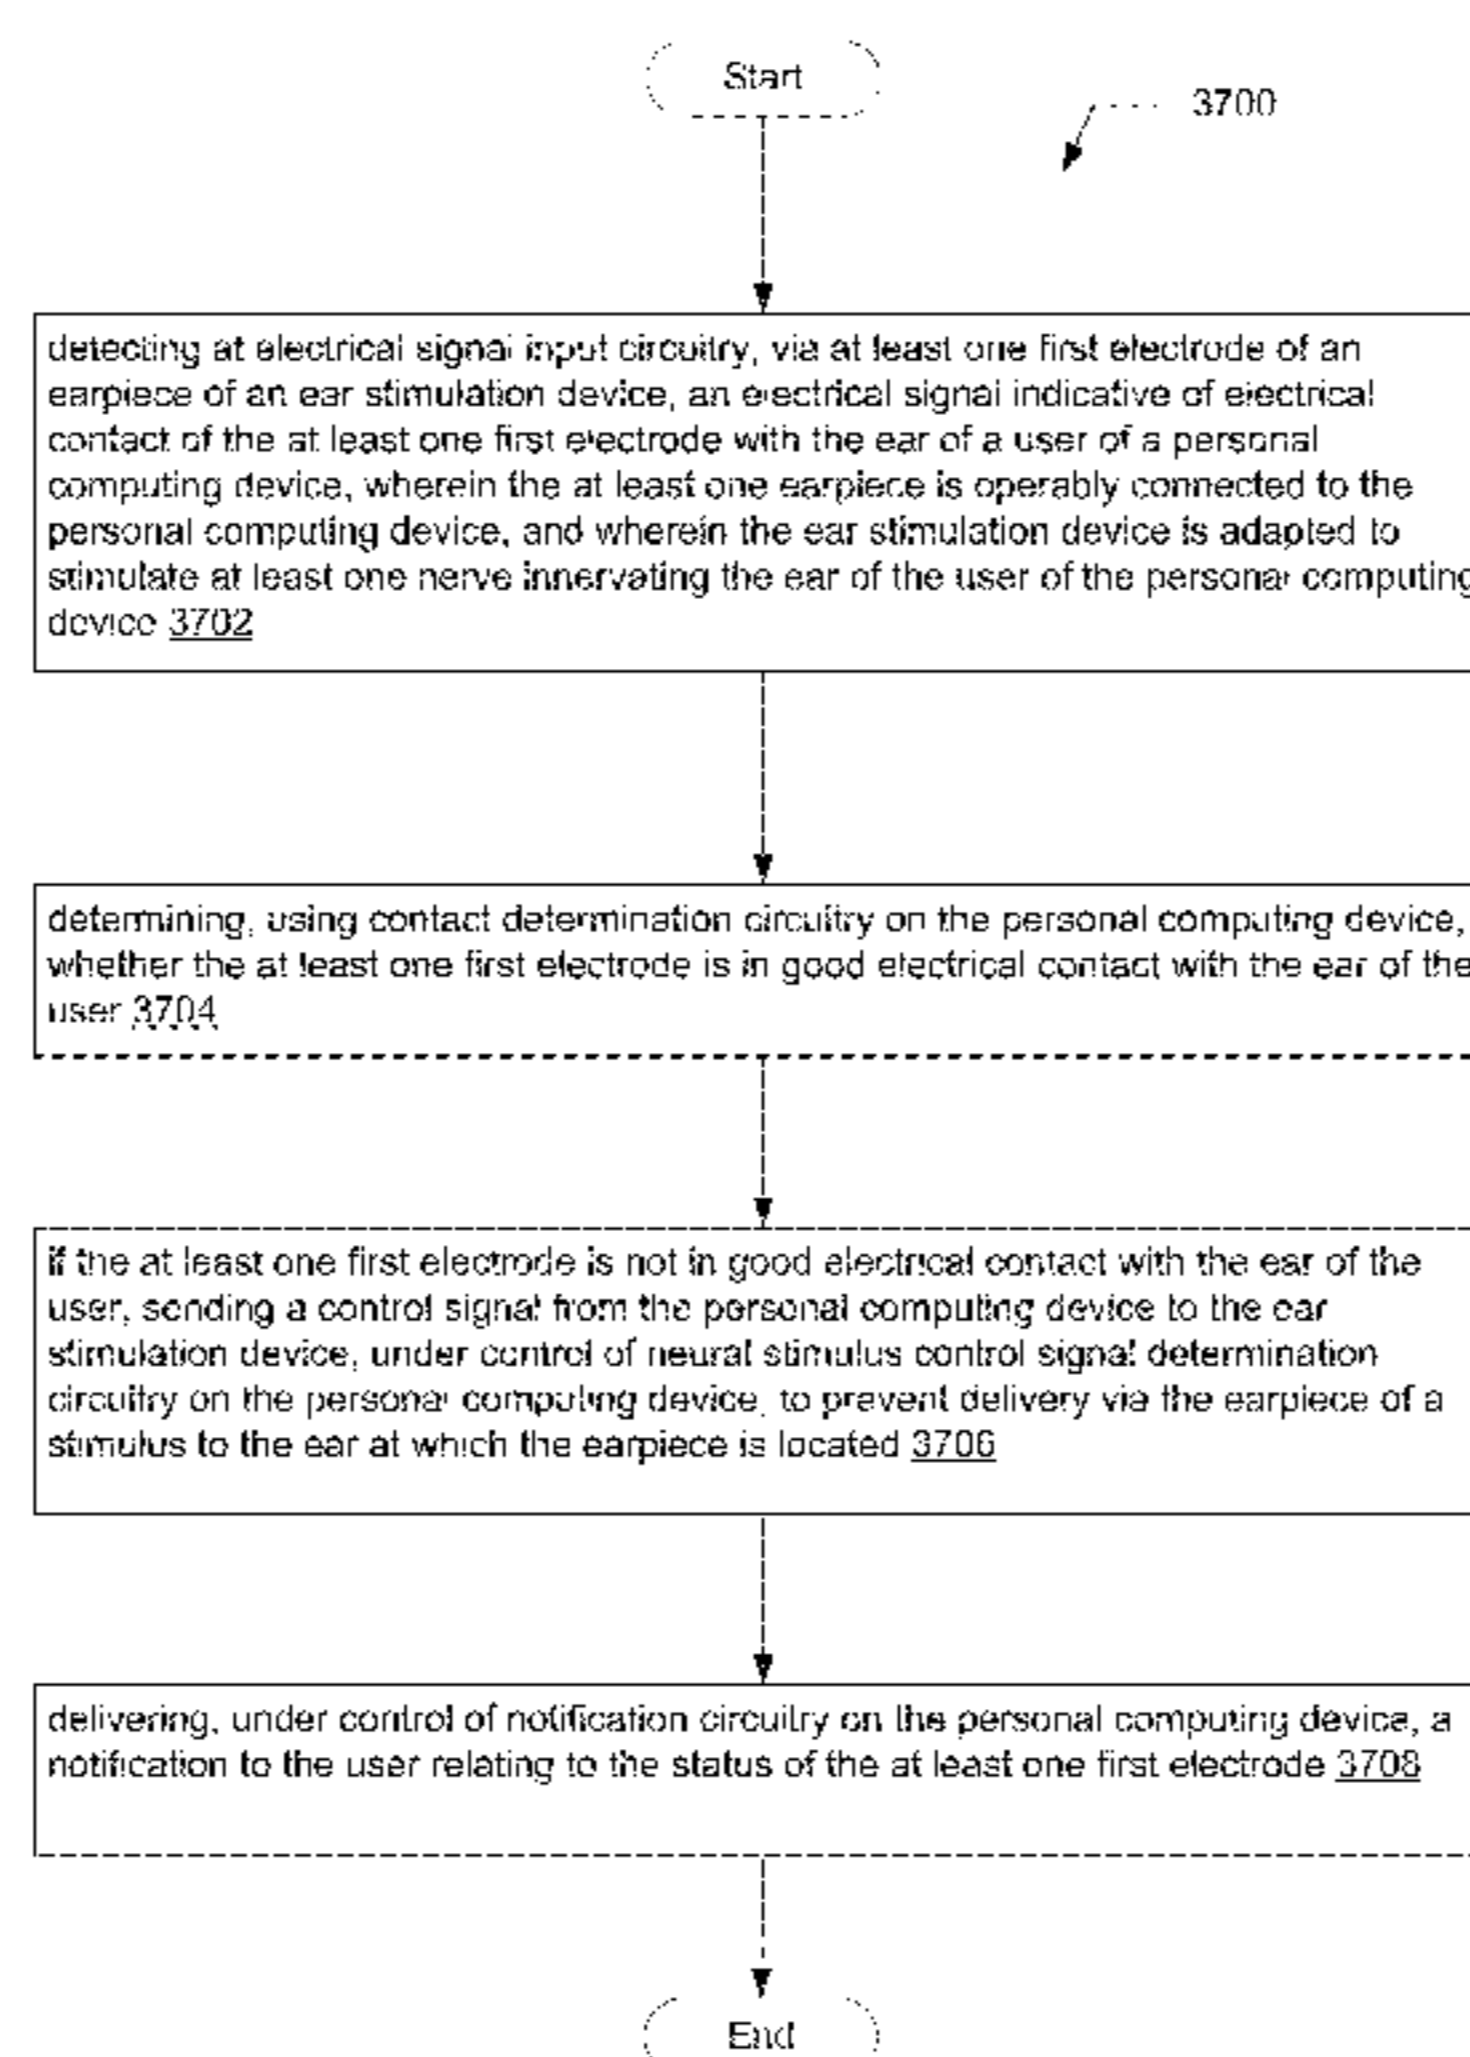 Start
3700
detecting at electrical signal input circuitry, via at least one first electrode of an
earpiece of an ear stimulation device, an electrical signal indicative of electrical
contact of the at least one first electrode with the ear of a user of a personal
computing device, wherein the at least one earpiece is operably connected to the
personal computing device, and wherein the ear stimulation device is adapted to
stimulate at least one nerve innervating the ear of the user of the personal computing
device 3702
determining, using contact determination circuitry on the personal computing device,
whether the at least one first electrode is in good electrical contact with the ear of the
user 3704
if the at least one first electrode is not in good electrical contact with the ear of the
user, sending a control signal from the personal computing device to the ear
stimulation device, under control of neural stimulus control signal determination
circuitry on the personal computing device, to prevent delivery via the earpiece of a
stimulus to the ear at which the earpiece is located 3706
delivering, under control of notification circuitry on the personal computing device, a
notification to the user relating to the status of the at least one first electrode 3708
End